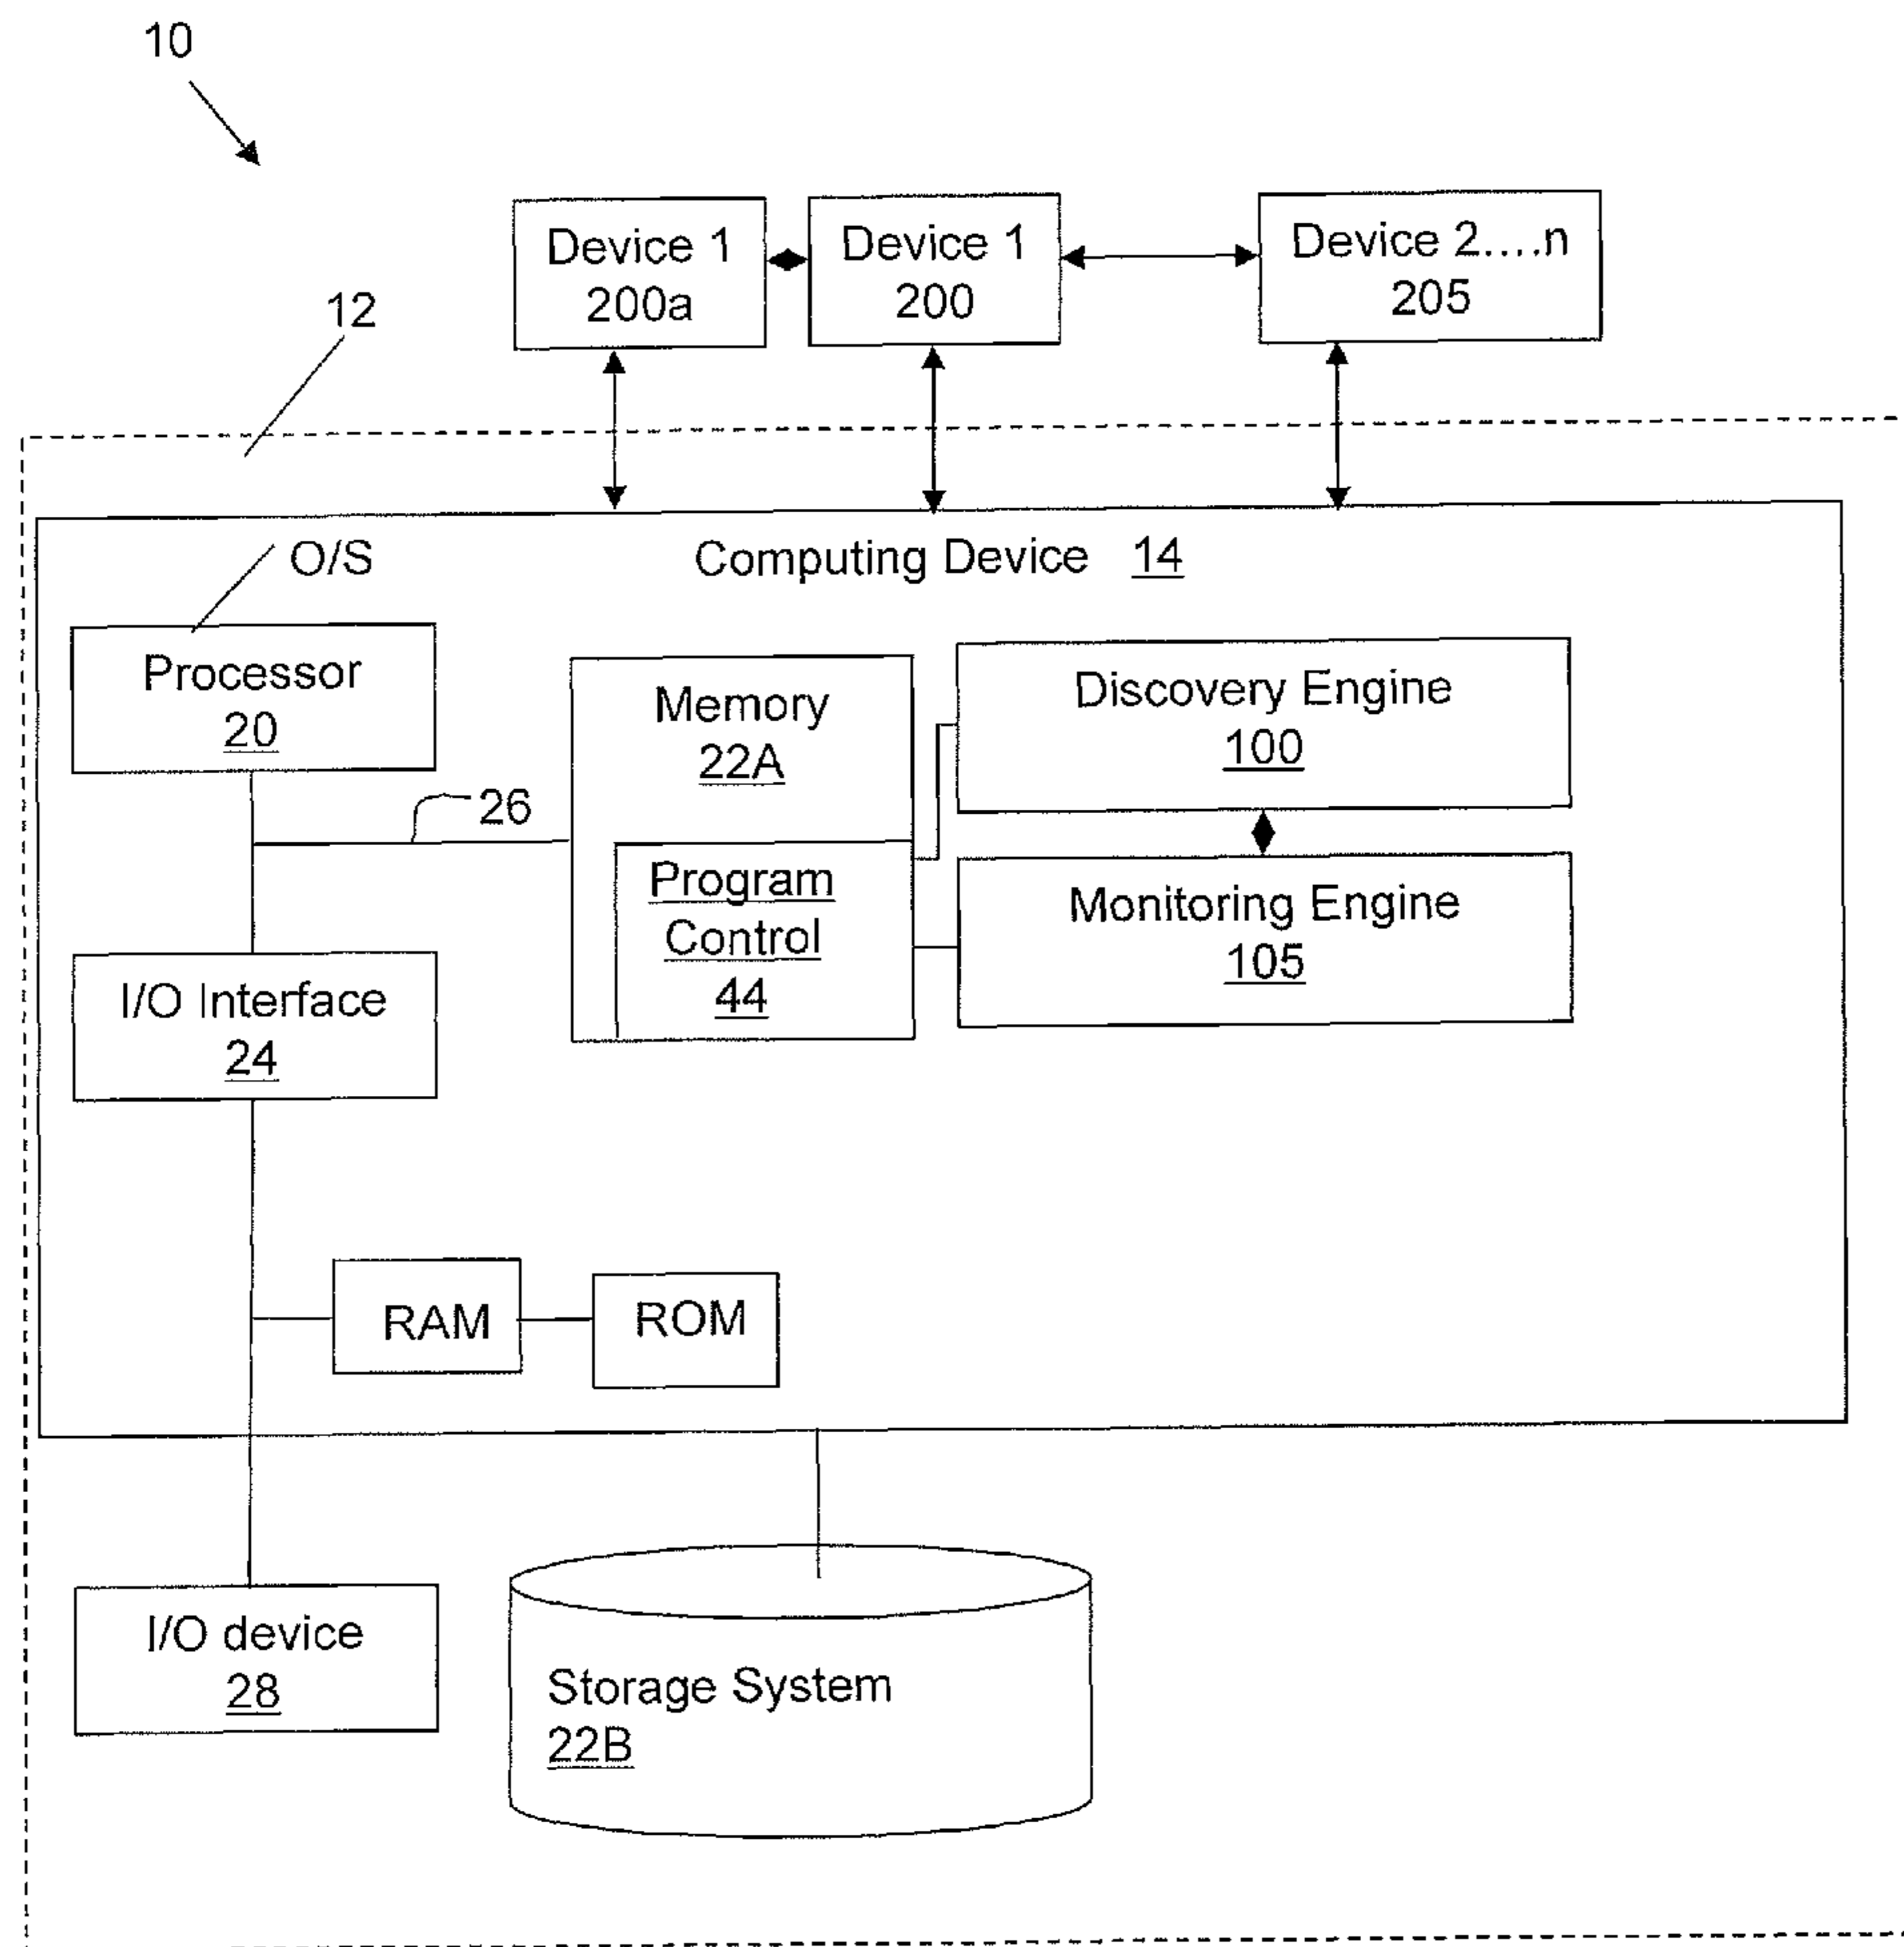 10
Device 1
200a
Device 1
200
Device 2....n
205
12
O/S
Computing Device 14
Processor
20
Memory
22A
Discovery Engine
100
26
Program
Control
44
Monitoring Engine
105
I/O Interface
24
RAM
ROM
I/O device
28
Storage System
22B